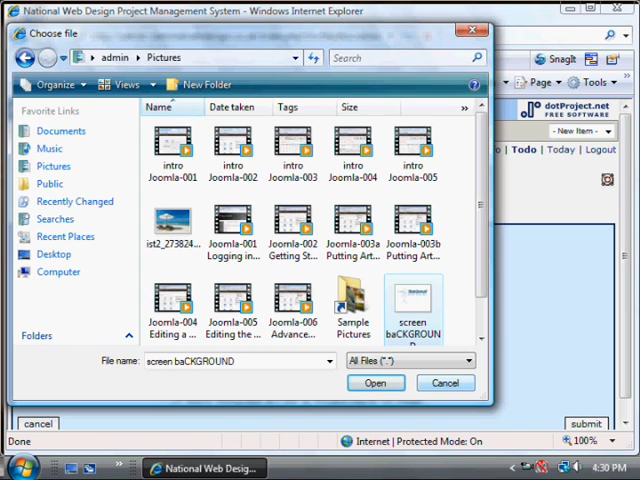 National Web Design Project Management System - Windows Internet Explorer
Choose file
admin
Pictures
Search
Organize
Views
New Folder
?
SnagIt
Page
Tools
dotProject.net
FREE SOFTWARE
- New Item -
Todo | Today | Logout
Favorite Links
Documents
Music
Pictures
Public
Recently Changed
Searches
Recent Places
Desktop
Computer
Folders
Name
Date taken
Tags
Size
»
intro
Joomla-001
intro
Joomla-002
intro
Joomla-003
intro
Joomla-004
intro
Joomla-005
ist2_273824...
Joomla-001
Logging in...
Joomla-002
Getting St...
Joomla-003a
Putting Art...
Joomla-003b
Putting Art...
Joomla-004
Editing a ...
Joomla-005
Editing the ...
Joomla-006
Advance...
Sample
Pictures
screen
baCKGROUN
D
File name:
screen baCKGROUND
All Files (*.*)
Open
Cancel
cancel
submit
Done
Internet | Protected Mode: On
100%
»
National Web Desig...
<
4:30 PM